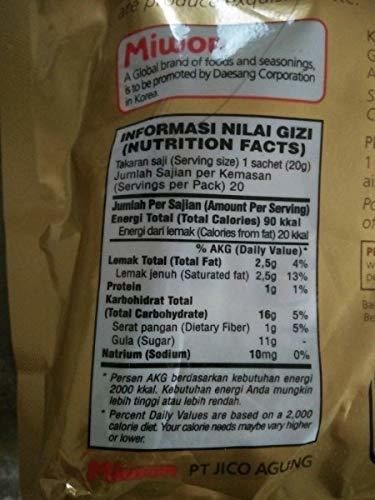 Miwon
A Global brand of foods and seasonings,
is to be promoted by Daesang Corporation
in Korea
INFORMASI NILAI GIZI
(NUTRITION FACTS)
Takaran saji (Serving size) 1 sachet (20g)
Jumlah Sajian per Kemasan
(Servings per Pack) 20
Jumlah Per Sajian (Amount Per Serving)
Energi Total (Total Calories) 90 kkal
Energi dari lemak (Calories from fat) 20 kkal
% AKG (Daily Value)*
Lemak Total (Total Fat) 2,5g 4%
Lemak jenuh (Saturated fat) 2,5g 13%
Protein 1g 1%
Karbohidrat Total
(Total Carbohydrate) 16g 5%
Serat pangan (Dietary Fiber) 1g 5%
Gula (Sugar) 11g -
Natrium (Sodium) 10mg 0%
* Persen AKG berdasarkan kebutuhan energi
2000 kkal. Kebutuhan energi Anda mungkin
lebih tinggi atau lebih rendah.
* Percent Daily Values are based on a 2,000
calorie diet. Your calorie needs maybe vary higher
or lower.
Miwon PT JICO AGUNG